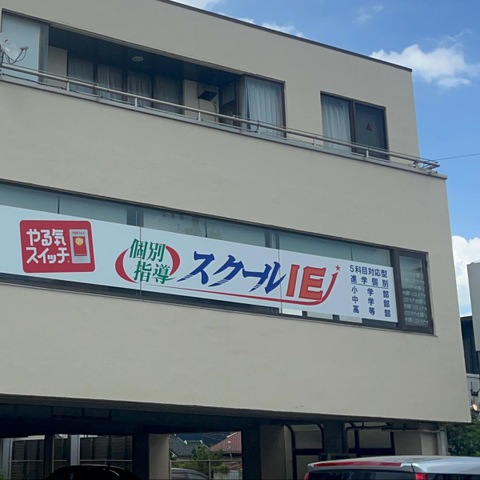 やる気
スイッチ
個別
指導
スクールIE
5科目対応型
進学個別
小学部
中学部
高等部